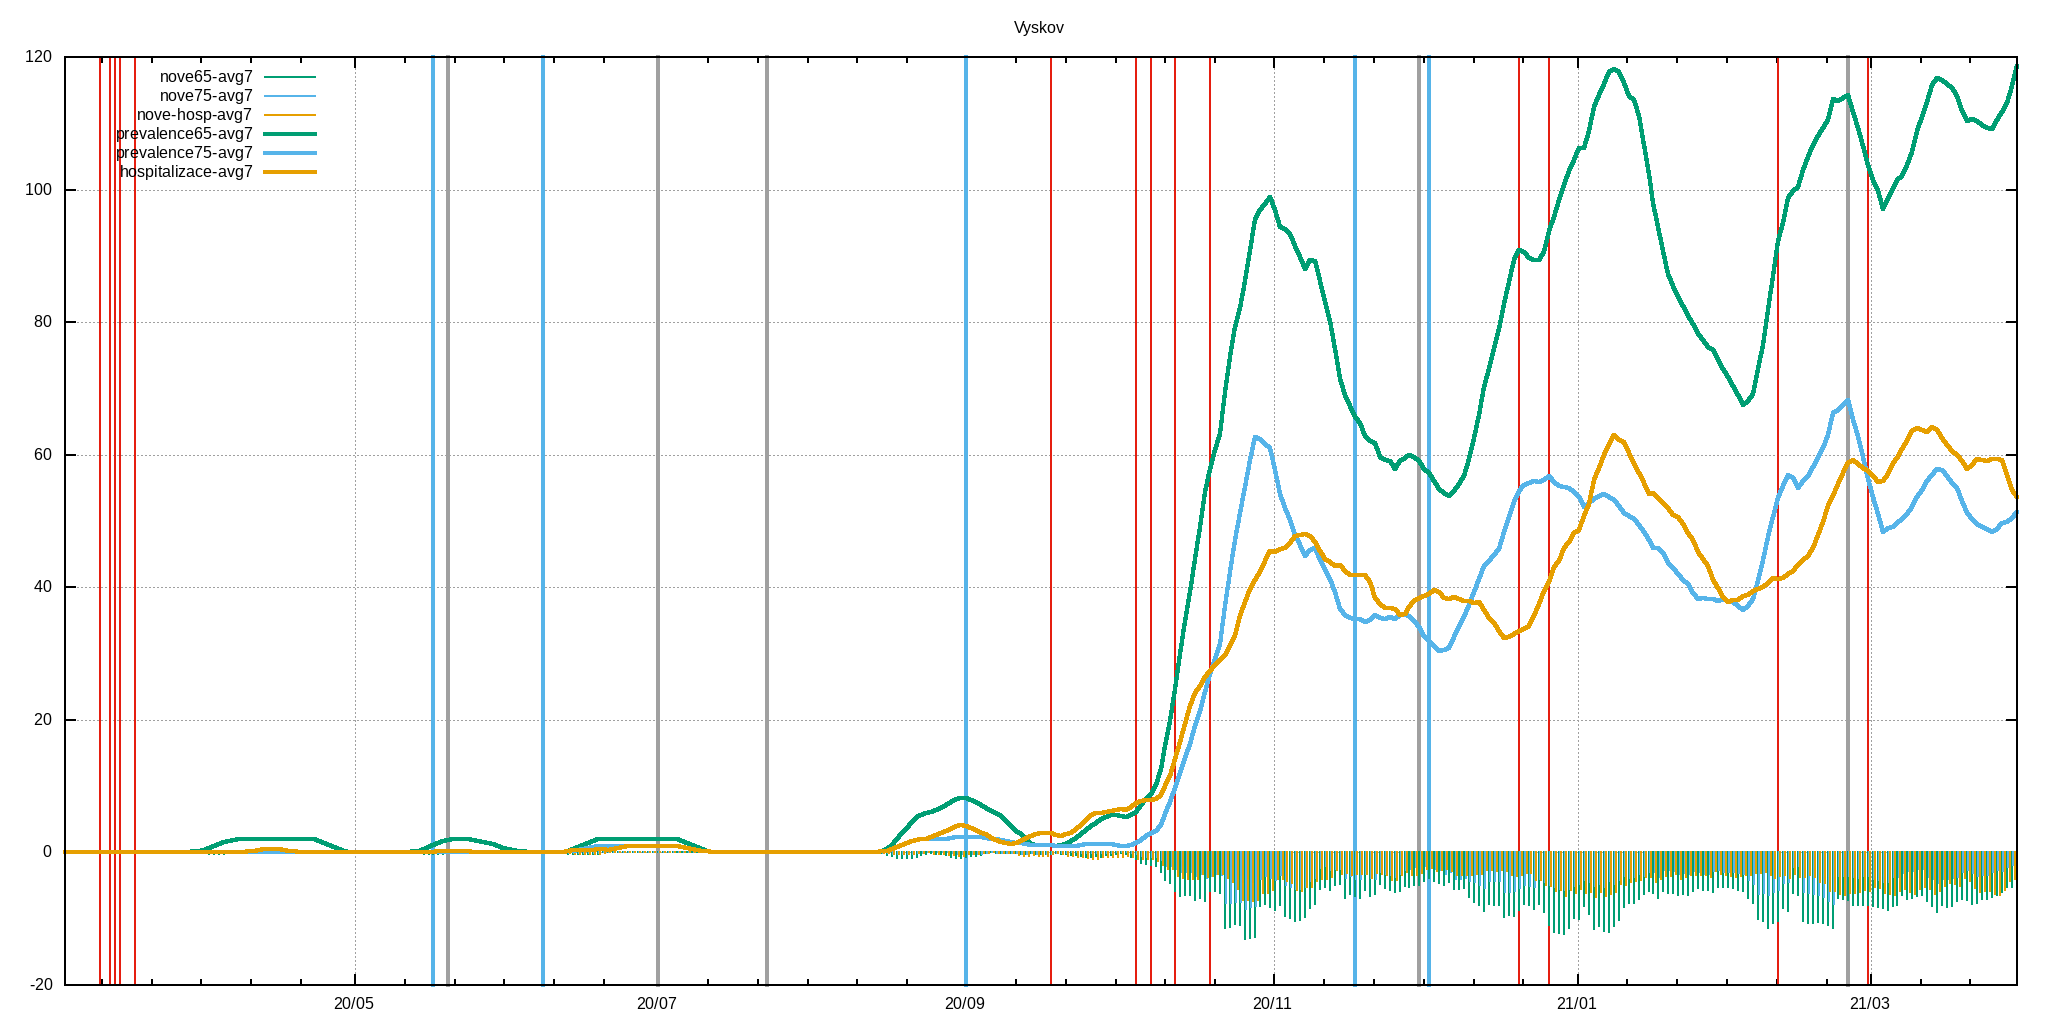 Vyskov
120
nove65-avg7
nove75-avg7
nove-hosp-avg7
prevalence65-avg7
prevalence75-avg7
hospitalizace-avg7
100
80
60
40
20
0
-20
20/05 20/07 20/09 20/11 21/01 21/03